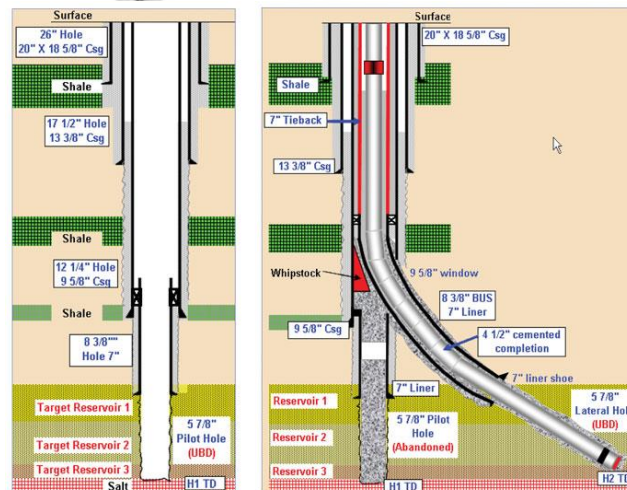 Surface
26" Hole
20" X 18 5/8" Csg
Shale
17 1/2" Hole
13 3/8" Csg
Shale
12 1/4" Hole
9 5/8" Csg
Shale
8 3/8""
Hole 7"
Target Reservoir 1
Target Reservoir 2
Target Reservoir 3
5 7/8"
Pilot Hole
(UBD)
Salt
H1 TD
Surface
20" X 18 5/8" Csg
Shale
7" Tieback
13 3/8" Csg
Whipstock
9 5/8" window
8 3/8" BUS
7" Liner
9 5/8" Csg
4 1/2" cemented
completion
7" liner shoe
7" Liner
Reservoir 1
Reservoir 2
Reservoir 3
5 7/8" Pilot
Hole
(Abandoned)
5 7/8"
Lateral
(UBD)
H1 TD
H2 TD